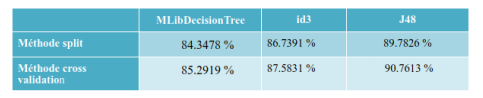 MLibDecisionTree id3 J48
Méthode split 84.3478 % 86.7391 % 89.7826 %
Méthode cross 85.2919 % 87.5831 % 90.7613 %
validation